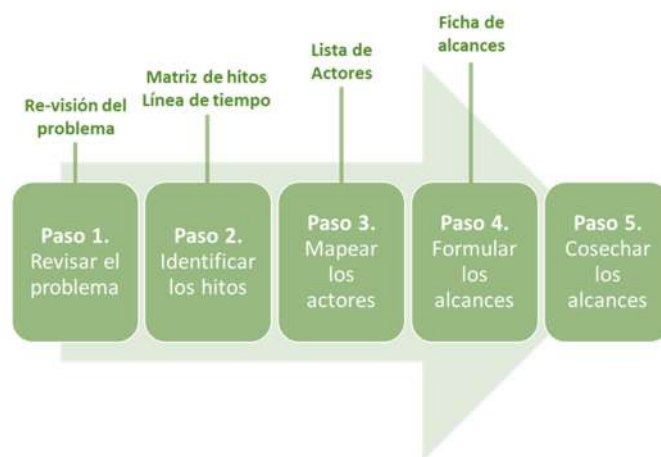 Ficha de
alcances
Lista de
Actores
Matriz de hitos
Línea de tiempo
Re-visión del
problema
Paso 1.
Revisar el
problema
Paso 2.
Identificar
los hitos
Paso 3.
Mapear
los
actores
Paso 4.
Formular
los
alcances
Paso 5.
Cosechar
los
alcances